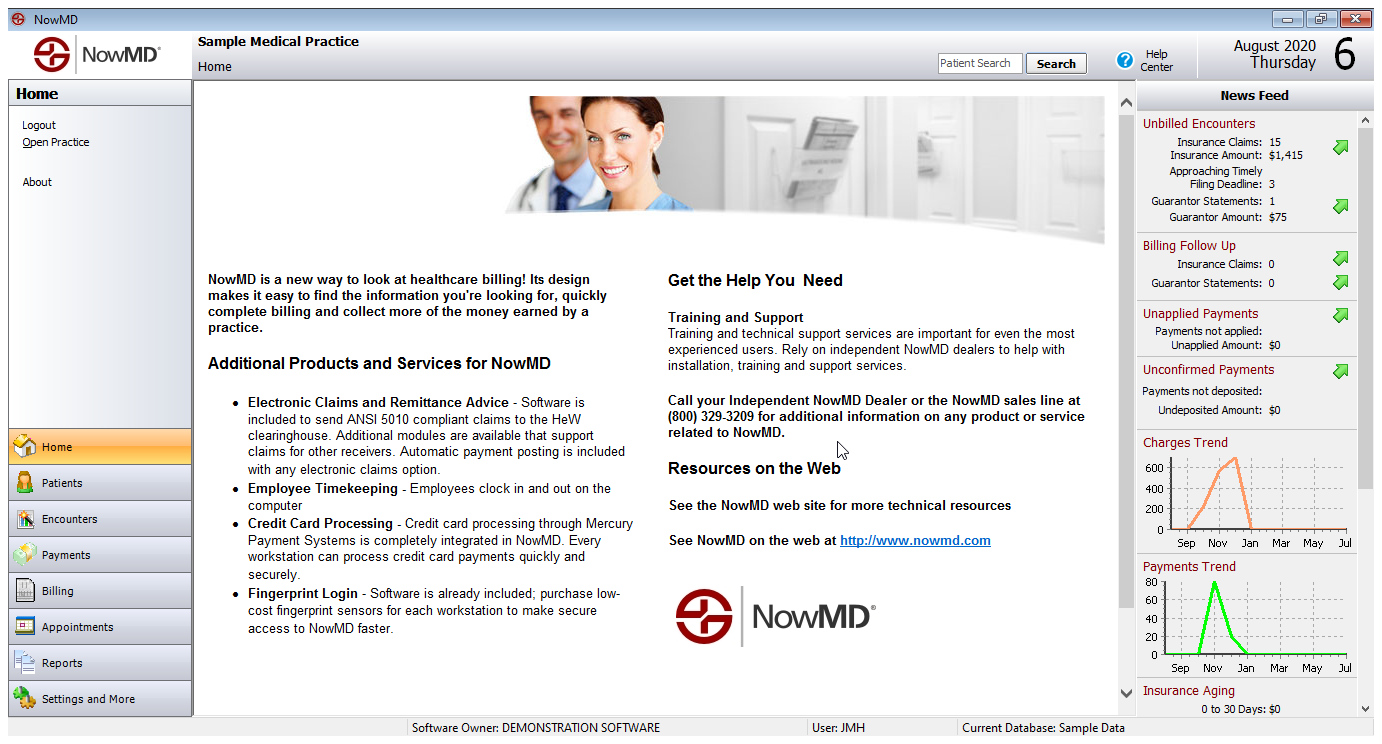 NowMD
NowMD®
Sample Medical Practice
Home
Patient Search
Search
? Help
Center
August 2020
Thursday
6
Home
Logout
Open Practice
About
Home
Patients
Encounters
Payments
Billing
Appointments
Reports
Settings and More
NowMD is a new way to look at healthcare billing! Its design
makes it easy to find the information you're looking for, quickly
complete billing and collect more of the money earned by a
practice.
Additional Products and Services for NowMD
• Electronic Claims and Remittance Advice - Software is
included to send ANSI 5010 compliant claims to the HeW
clearinghouse. Additional modules are available that support
claims for other receivers. Automatic payment posting is included
with any electronic claims option.
• Employee Timekeeping - Employees clock in and out on the
computer
• Credit Card Processing - Credit card processing through Mercury
Payment Systems is completely integrated in NowMD. Every
workstation can process credit card payments quickly and
securely.
• Fingerprint Login - Software is already included; purchase low-
cost fingerprint sensors for each workstation to make secure
access to NowMD faster.
Get the Help You Need
Training and Support
Training and technical support services are important for even the most
experienced users. Rely on independent NowMD dealers to help with
installation, training and support services.
Call your Independent NowMD Dealer or the NowMD sales line at
(800) 329-3209 for additional information on any product or service
related to NowMD.
Resources on the Web
See the NowMD web site for more technical resources
See NowMD on the web at http://www.nowmd.com
NowMD®
News Feed
Unbilled Encounters
Insurance Claims: 15
Insurance Amount: $1,415
Approaching Timely
Filing Deadline: 3
Guarantor Statements: 1
Guarantor Amount: $75
Billing Follow Up
Insurance Claims: 0
Guarantor Statements: 0
Unapplied Payments
Payments not applied:
Unapplied Amount: $0
Unconfirmed Payments
Payments not deposited:
Undeposited Amount: $0
Charges Trend
600
400
200
0
Sep Nov Jan Mar May Jul
Payments Trend
80
60
40
20
0
Sep Nov Jan Mar May Jul
Insurance Aging
0 to 30 Days: $0
Software Owner: DEMONSTRATION SOFTWARE
User: JMH
Current Database: Sample Data